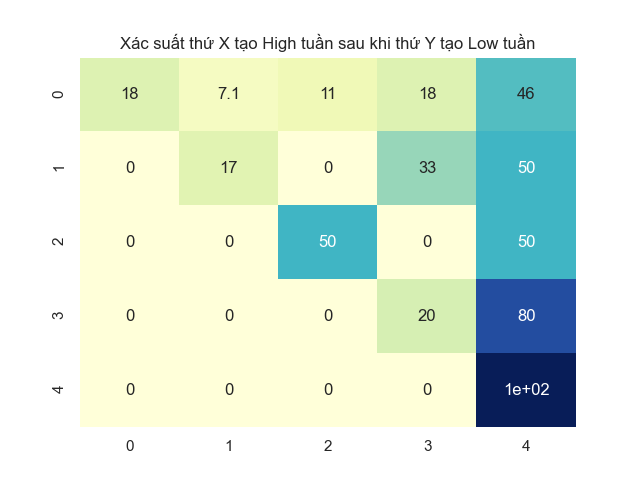 Xác suất thứ X tạo High tuần sau khi thứ Y tạo Low tuần
0 18 7.1 11 18 46
1 0 17 0 33 50
2 0 0 50 0 50
3 0 0 0 20 80
4 0 0 0 0 1e+02
0 1 2 3 4